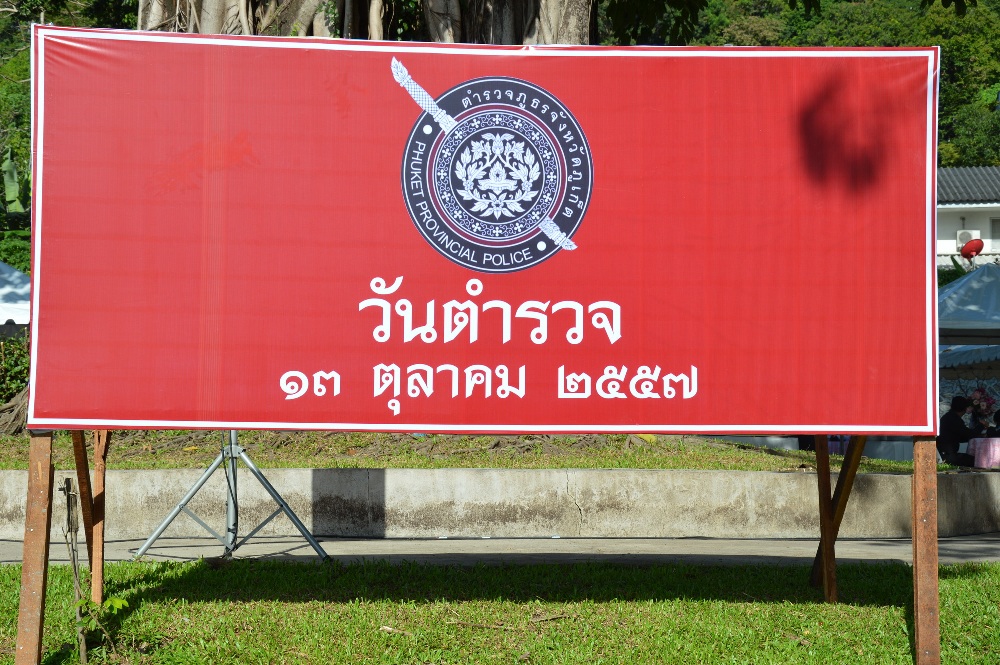 ตำรวจภูธรจังหวัดภูเก็ต
PHUKET PROVINCIAL POLICE
วันตำรวจ
๑๓ ตุลาคม ๒๕๕๗